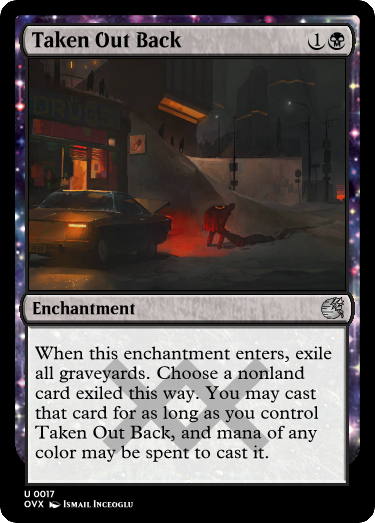 Taken Out Back 1
DRUGS
Enchantment
When this enchantment enters, exile
all graveyards. Choose a nonland
card exiled this way. You may cast
that card for as long as you control
Taken Out Back, and mana of any
color may be spent to cast it.
U 0017
OVX Ismail Inceoglu